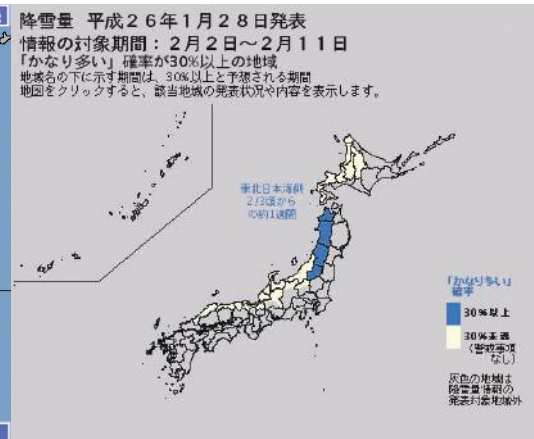 降雪量 平成２６年1月２８日発表
情報の対象期間：２月２日～２月１１日
「かなり多い」確率が30%以上の地域
地域名の下に示す期間は、30%以上と予想される期間
地図をクリックすると、該当地域の発表状況や内容を表示します。
東北日本海側
2/3頃から
の約1週間
「かなり多い」
確率
30%以上
30%未満
(警戒事項
なし)
灰色の地域は
降雪量情報の
発表対象地域外